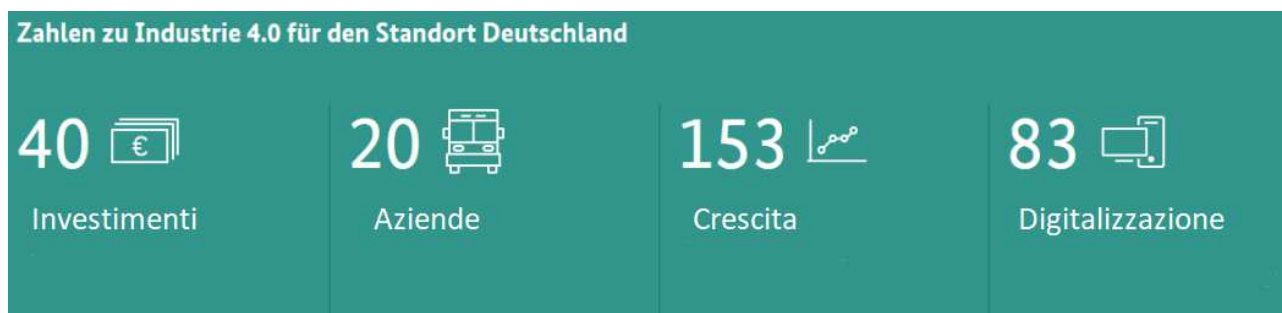 Zahlen zu Industrie 4.0 für den Standort Deutschland
40 €
Investimenti
20
Aziende
153
Crescita
83
Digitalizzazione